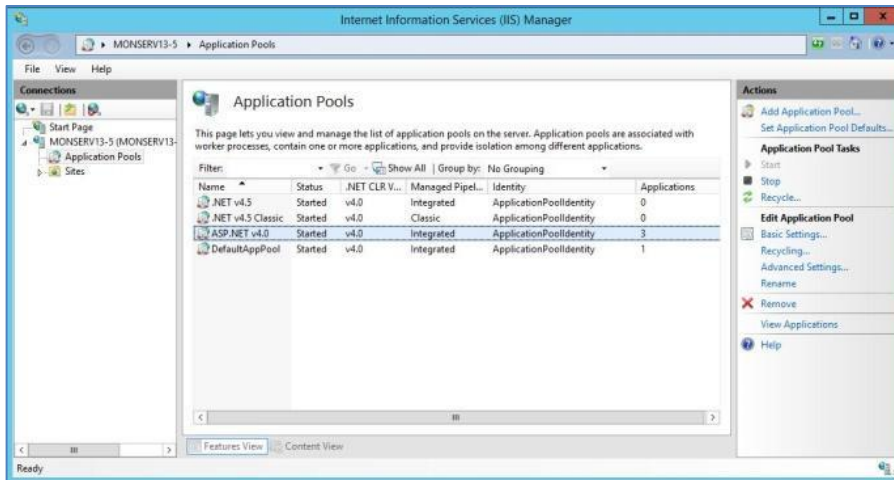 Internet Information Services (IIS) Manager
MONSERV13-5 Application Pools
File View Help
Connections
Start Page
MONSERV13-5 (MONSERV13-
Application Pools
Sites
Application Pools
This page lets you view and manage the list of application pools on the server. Application pools are associated with
worker processes, contain one or more applications, and provide isolation among different applications.
Filter: Go Show All Group by: No Grouping
Name Status .NET CLR V... Managed Pipel... Identity Applications
.NET v4.5 Started v4.0 Integrated ApplicationPoolIdentity 0
.NET v4.5 Classic Started v4.0 Classic ApplicationPoolIdentity 0
ASP.NET v4.0 Started v4.0 Integrated ApplicationPoolIdentity 3
DefaultAppPool Started v4.0 Integrated ApplicationPoolIdentity 1
Features View Content View
Actions
Add Application Pool...
Set Application Pool Defaults...
Application Pool Tasks
Start
Stop
Recycle...
Edit Application Pool
Basic Settings...
Recycling...
Advanced Settings...
Rename
Remove
View Applications
Help
Ready